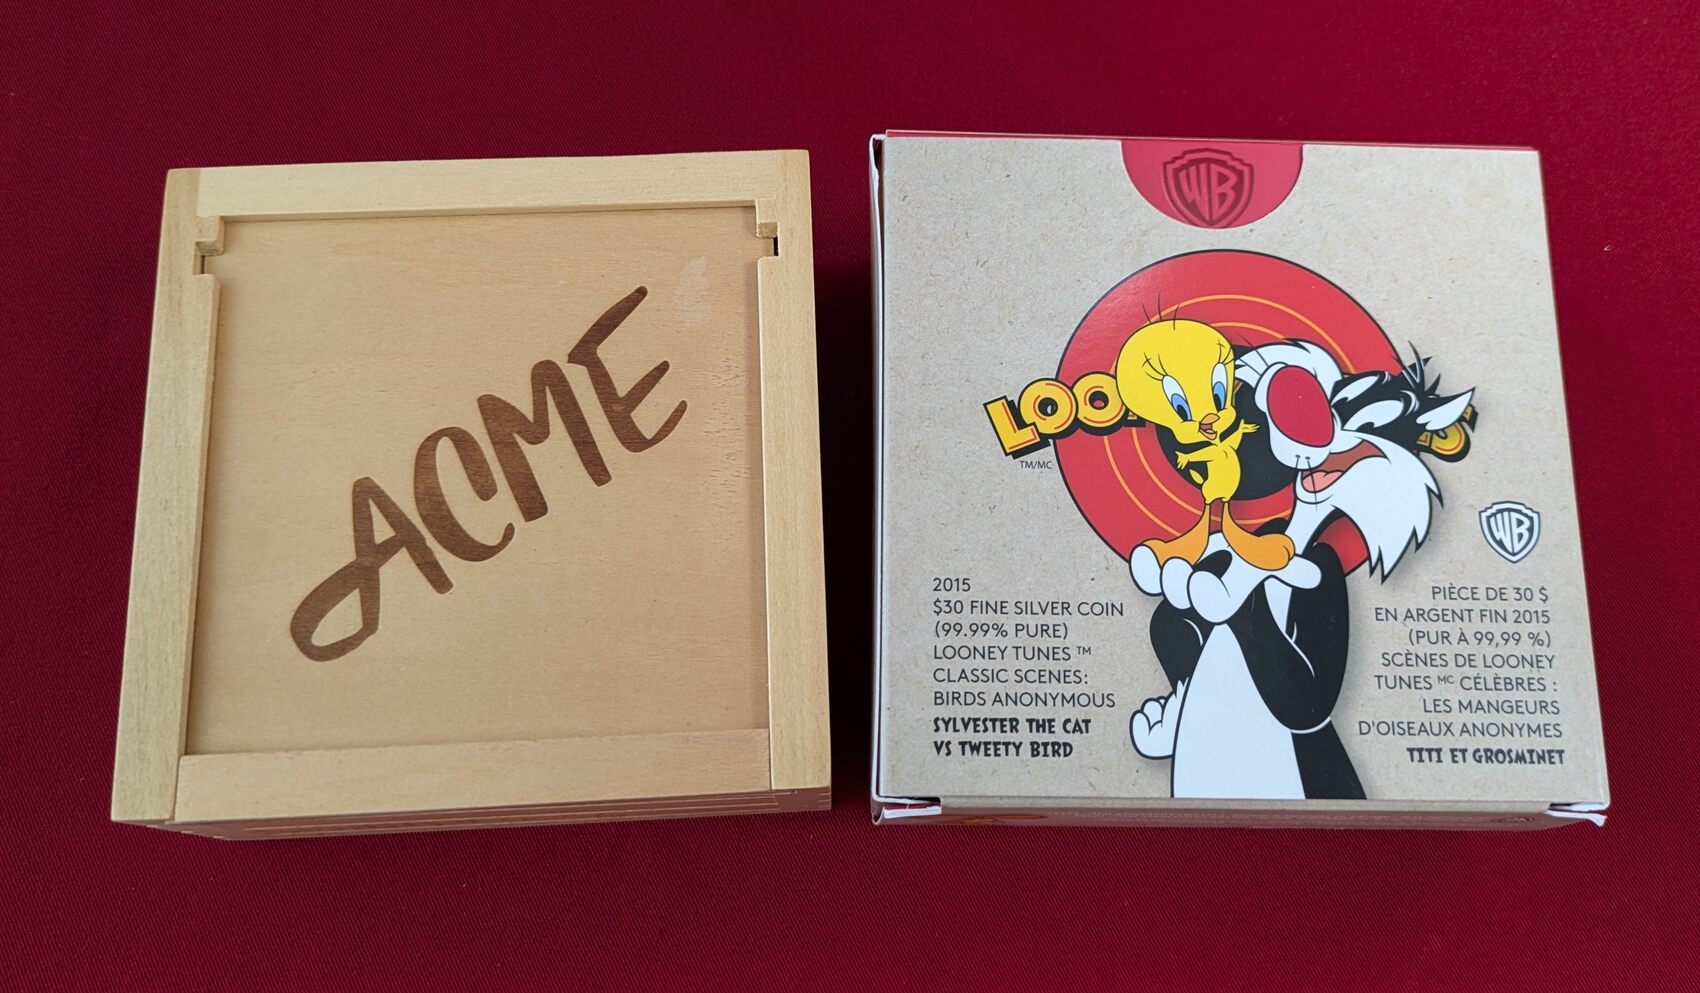 ACME
WB
LOO
TM/MC
WB
2015
$30 FINE SILVER COIN
(99.99% PURE)
LOONEY TUNES ™
CLASSIC SCENES:
BIRDS ANONYMOUS
SYLVESTER THE CAT
VS TWEETY BIRD
PIÈCE DE 30 $
EN ARGENT FIN 2015
(PUR À 99,99 %)
SCÈNES DE LOONEY
TUNES ᴹᶜ CÉLÈBRES :
LES MANGEURS
D'OISEAUX ANONYMES
TITI ET GROSMINET